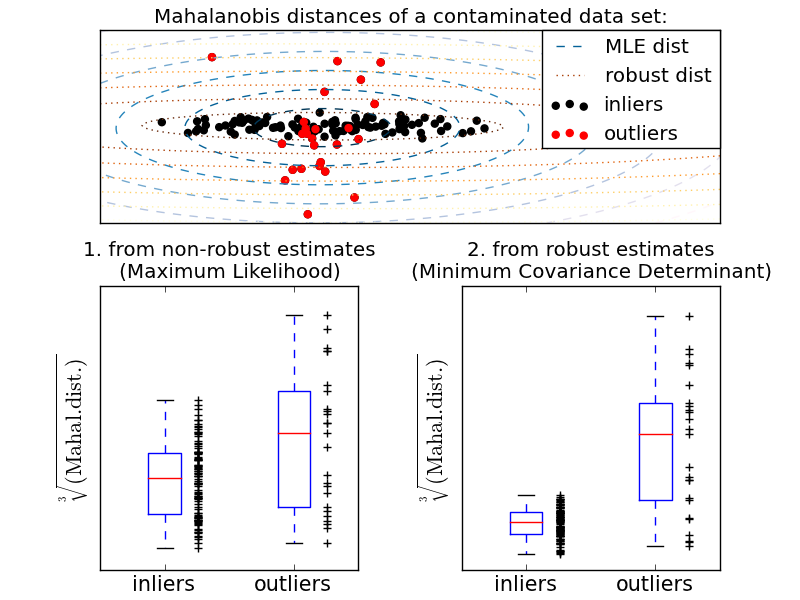 Mahalanobis distances of a contaminated data set:
MLE dist
robust dist
inliers
outliers
1. from non-robust estimates
(Maximum Likelihood)
2. from robust estimates
(Minimum Covariance Determinant)
∛(Mahal.dist.)
∛(Mahal.dist.)
inliers
outliers
inliers
outliers